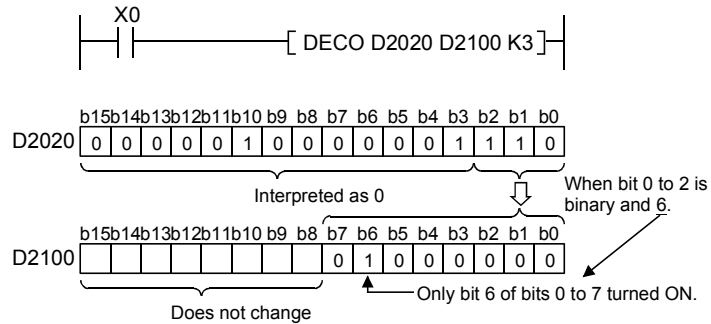 X0
DECO D2020 D2100 K3
b15b14b13b12b11b10 b9 b8 b7 b6 b5 b4 b3 b2 b1 b0
D2020 0 0 0 0 0 1 0 0 0 0 0 0 1 1 1 0
Interpreted as 0
When bit 0 to 2 is
binary and 6.
b15b14b13b12b11b10 b9 b8 b7 b6 b5 b4 b3 b2 b1 b0
D2100 0 1 0 0 0 0 0 0
Only bit 6 of bits 0 to 7 turned ON.
Does not change